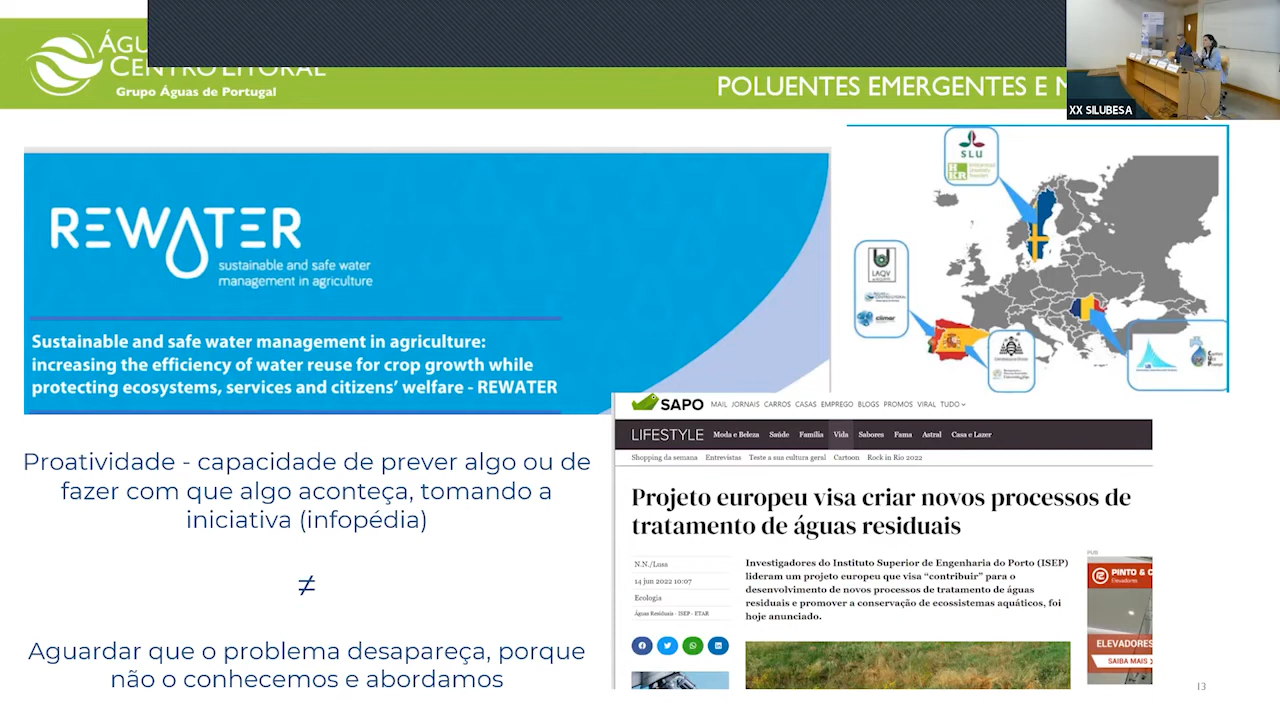 CENTRO LITORAL
Grupo Águas de Portugal
POLUENTES EMERGENTES E
XX SILUBESA
REWATER
sustainable and safe water
management in agriculture
Sustainable and safe water management in agriculture:
increasing the efficiency of water reuse for crop growth while
protecting ecosystems, services and citizens’ welfare - REWATER
SLU
HKR
LAQV
Proatividade - capacidade de prever algo ou de
fazer com que algo aconteça, tomando a
iniciativa (infopédia)
≠
Aguardar que o problema desapareça, porque
não o conhecemos e abordamos
SAPO MAIL JORNAIS CARROS CASAS EMPREGO BLOGS PROMOS VIRAL TUDO
LIFESTYLE Moda e Beleza Saúde Família Vida Sabores Fama Astral Casa e Lazer
Shopping da semana Entrevistas Teste a sua cultura geral Cartoon Rock in Rio 2022
Projeto europeu visa criar novos processos de
tratamento de águas residuais
N.N./Lusa
14 jun 2022 10:07
Ecologia
Águas Residuais - ISEP - ETAR
Investigadores do Instituto Superior de Engenharia do Porto (ISEP)
lideram um projeto europeu que visa “contribuir” para o
desenvolvimento de novos processos de tratamento de águas
residuais e promover a conservação de ecossistemas aquáticos, foi
hoje anunciado.
PUB
PINTO & C
Elevadores
ELEVADORES
SAIBA MAIS
13